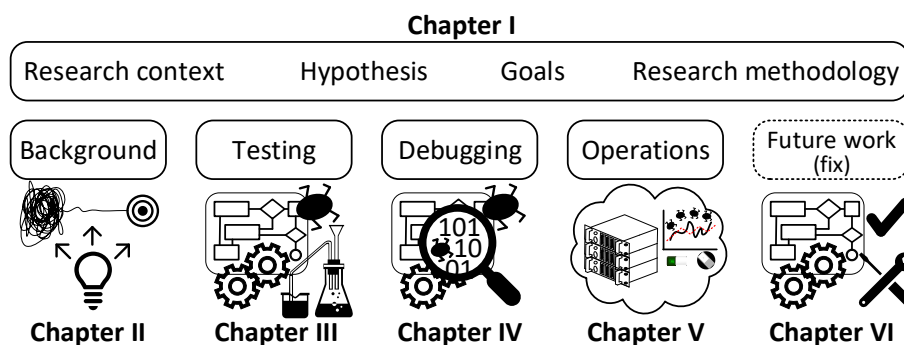 Chapter I
Research context Hypothesis Goals Research methodology
Background Testing Debugging Operations Future work
(fix)
101
10
01
Chapter II Chapter III Chapter IV Chapter V Chapter VI